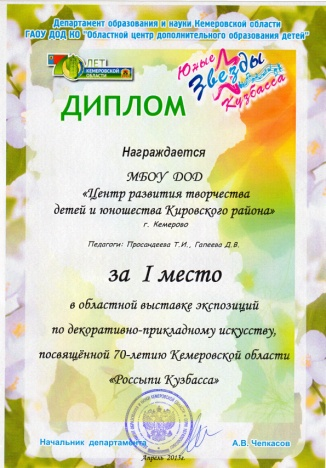 Департамент образования и науки Кемеровской области
ГАОУ ДОД КО "Областной центр дополнительного образования детей"
ЛЕТ
КЕМЕРОВСКОЙ
ОБЛАСТИ
Юные
Звезды
Кузбасса
ДИПЛОМ
Награждается
МБОУ ДОД
«Центр развития творчества
детей и юношества Кировского района»
г. Кемерово
Педагоги: Просандеева Т.И., Гапеева Д.В.
за I место
в областной выставке экспозиций
по декоративно-прикладному искусству,
посвящённой 70-летию Кемеровской области
«Россыпи Кузбасса»
Начальник департамента
А.В. Чепкасов
Апрель 2013г.